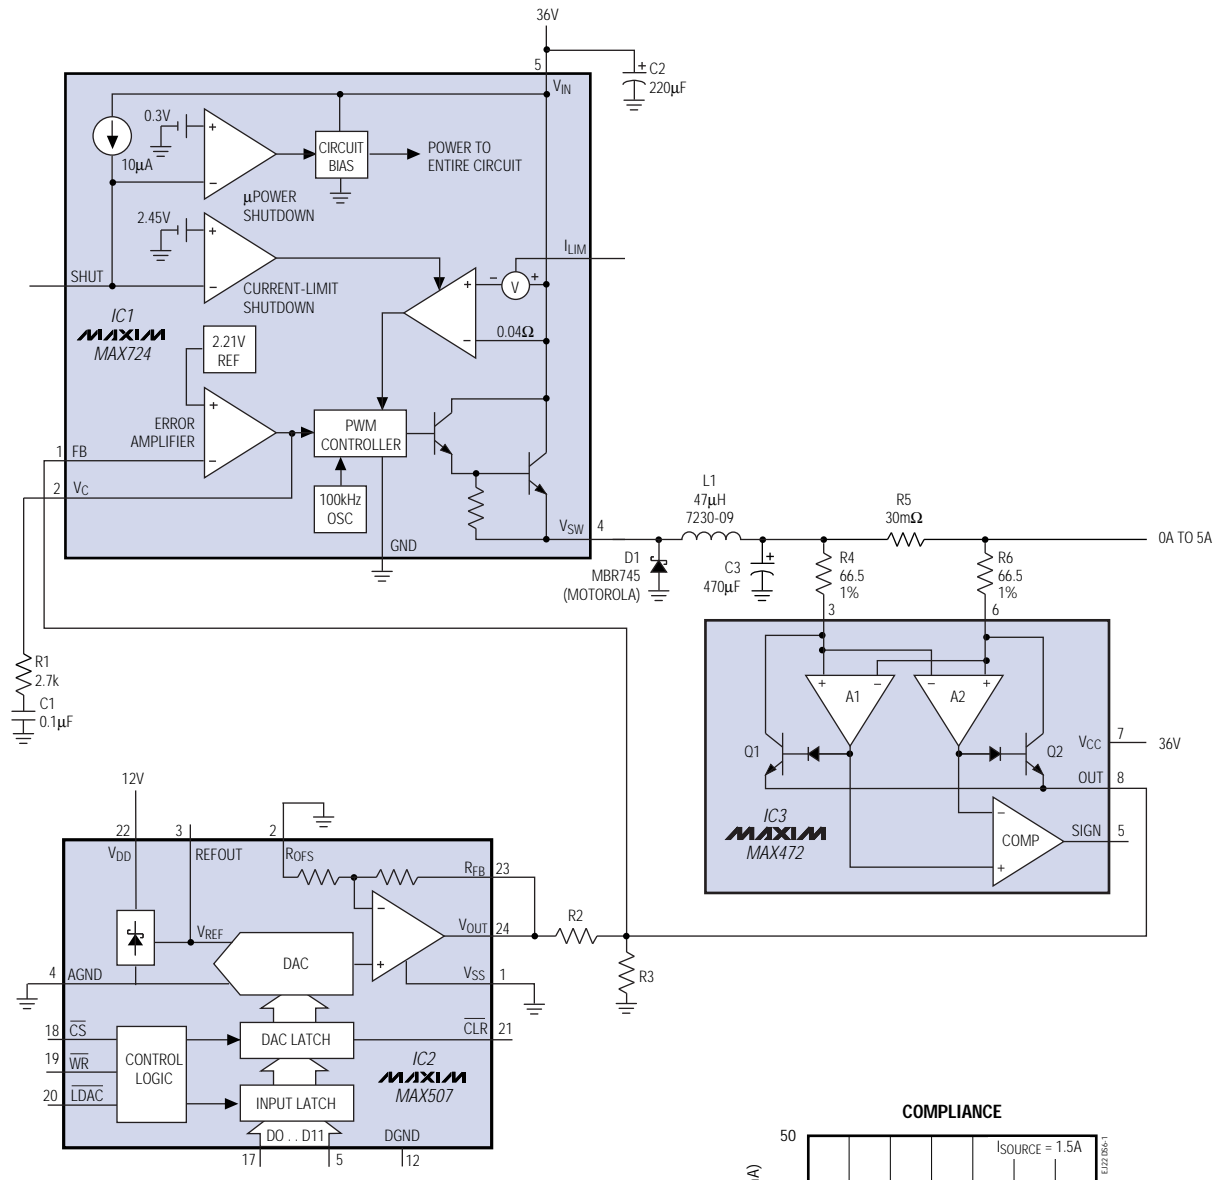 36V
5
VIN
+ C2
220µF
0.3V
+
10µA
−
CIRCUIT
BIAS
POWER TO
ENTIRE CIRCUIT
µPOWER
SHUTDOWN
2.45V
+
−
CURRENT-LIMIT
SHUTDOWN
SHUT
ILIM
− V +
+
0.04Ω
−
IC1
MAXIM
MAX724
2.21V
REF
+
ERROR
AMPLIFIER
−
PWM
CONTROLLER
100kHz
OSC
1 FB
2 VC
VSW 4
GND
L1
47µH
7230-09
R5
30mΩ
0A TO 5A
D1
MBR745
(MOTOROLA)
C3
470µF
+
R4
66.5
1%
R6
66.5
1%
3
6
+ −
A1
− +
A2
Q1
Q2
VCC 7
36V
OUT 8
IC3
MAXIM
MAX472
−
COMP
+
SIGN 5
R1
2.7k
C1
0.1µF
12V
22
3
2
VDD
REFOUT
ROFS
RFB 23
−
+
VREF
DAC
VOUT 24
VSS 1
R2
R3
4 AGND
18 CS
19 WR
20 LDAC
CONTROL
LOGIC
DAC LATCH
CLR 21
INPUT LATCH
IC2
MAXIM
MAX507
DO . . D11
DGND
17
5
12
COMPLIANCE
50
ISOURCE = 1.5A
EJ22 DS6-1